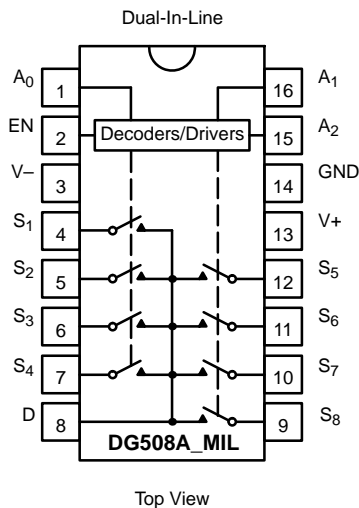 Dual-In-Line
A0 1 16 A1
EN 2 Decoders/Drivers 15 A2
V– 3 14 GND
S1 4 13 V+
S2 5 12 S5
S3 6 11 S6
S4 7 10 S7
D 8 9 S8
DG508A_MIL
Top View